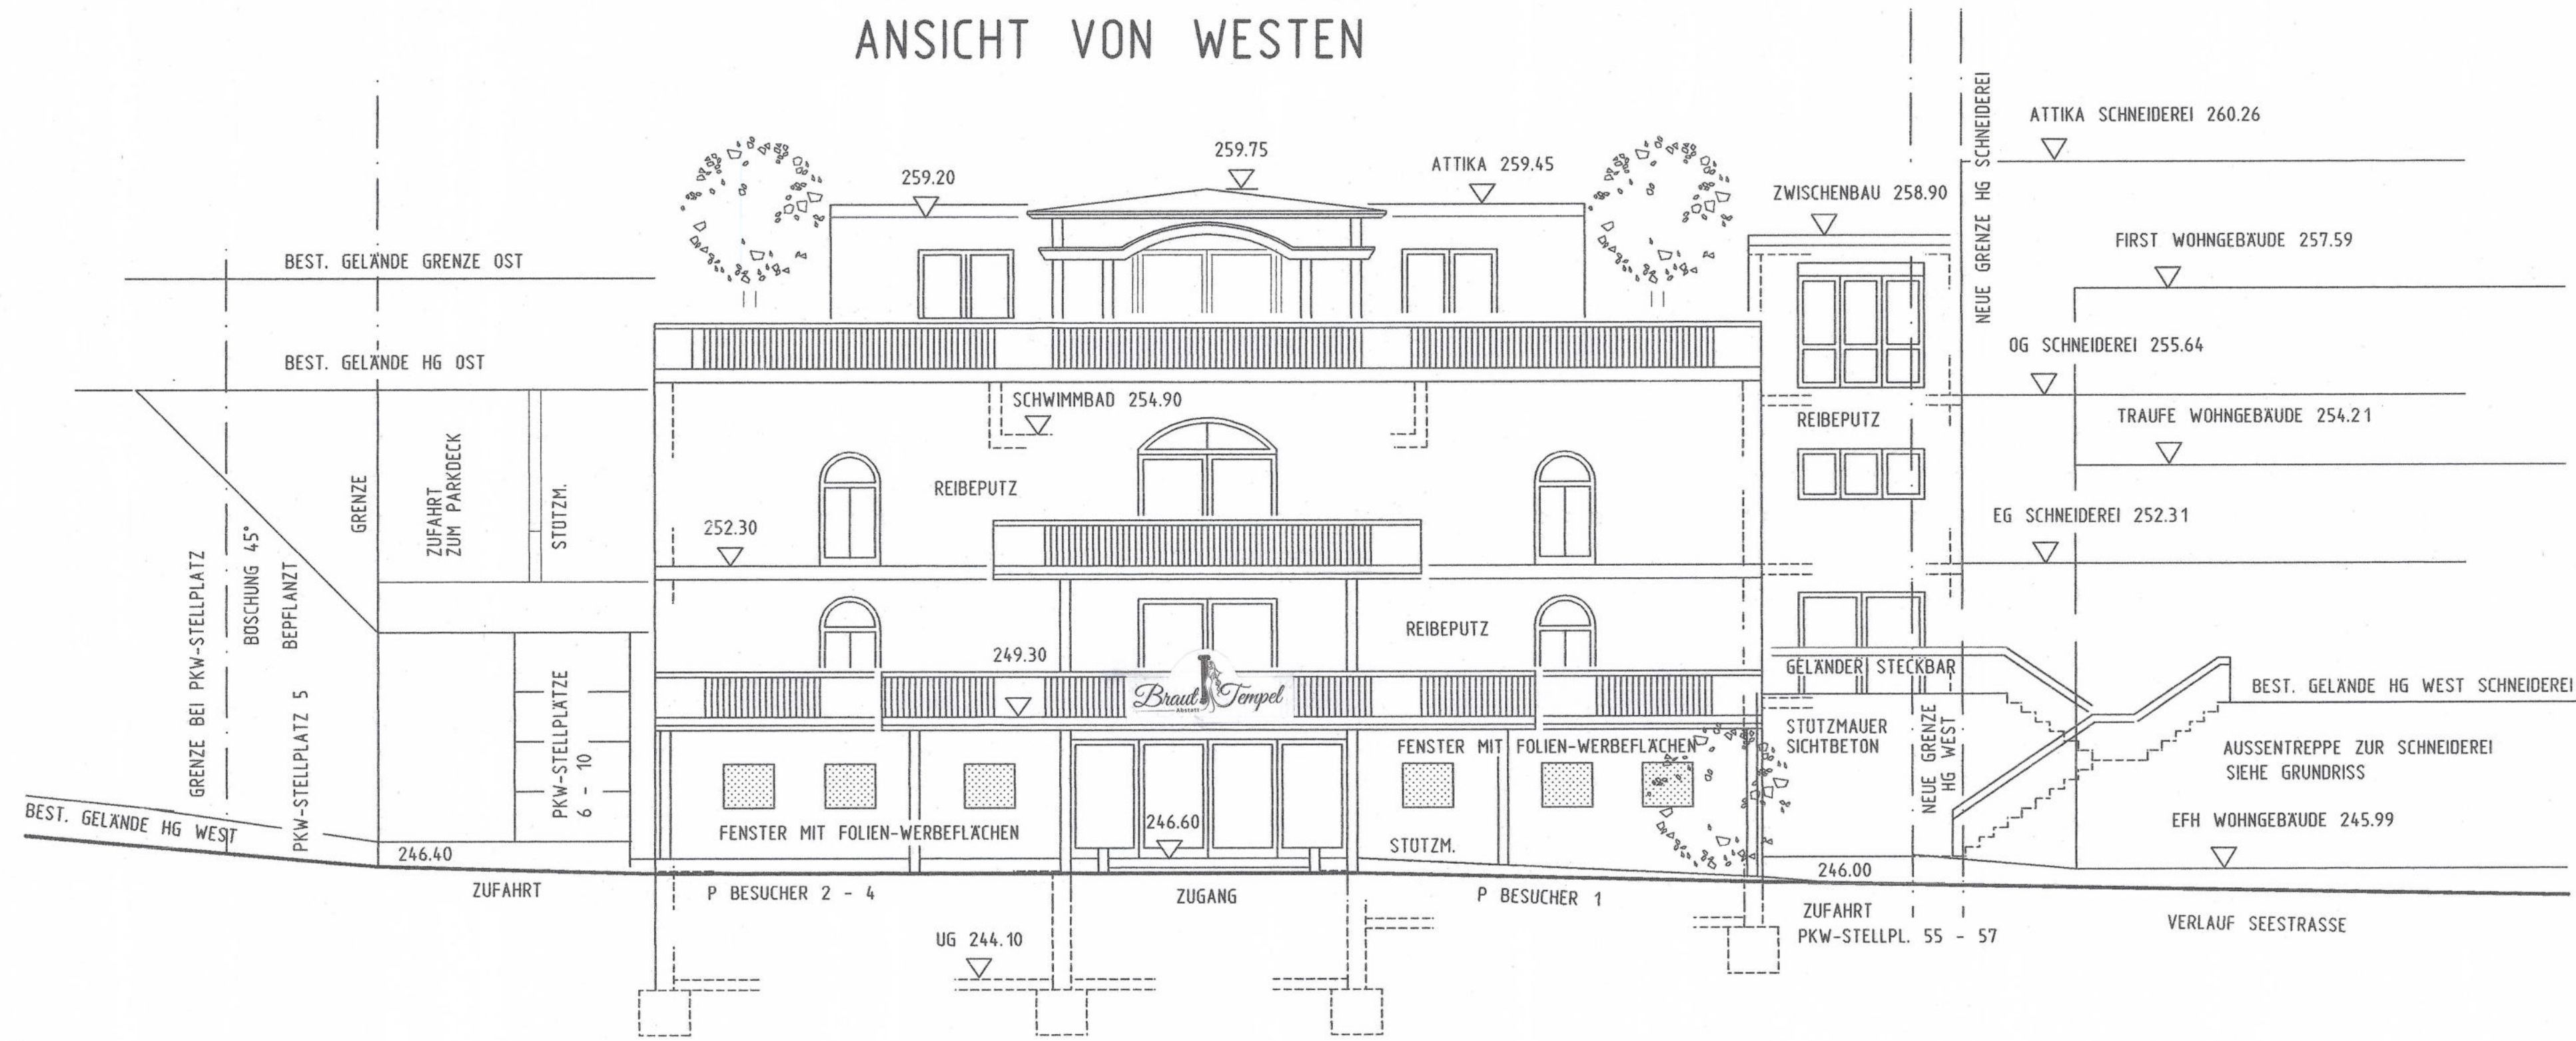 ANSICHT VON WESTEN
ATTIKA SCHNEIDEREI 260.26
NEUE GRENZE HG SCHNEIDEREI
259.75
ATTIKA 259.45
259.20
ZWISCHENBAU 258.90
FIRST WOHNGEBÄUDE 257.59
BEST. GELÄNDE GRENZE OST
OG SCHNEIDEREI 255.64
BEST. GELÄNDE HG OST
SCHWIMMBAD 254.90
REIBEPUTZ
TRAUFE WOHNGEBÄUDE 254.21
GRENZE
ZUFAHRT
ZUM PARKDECK
STÜTZM.
REIBEPUTZ
252.30
EG SCHNEIDEREI 252.31
GRENZE BEI PKW-STELLPLATZ
BÖSCHUNG 45°
BEPFLANZT
PKW-STELLPLATZ 5
REIBEPUTZ
249.30
GELÄNDER STECKBAR
BEST. GELÄNDE HG WEST SCHNEIDEREI
Braut Tempel
Abstatt
PKW-STELLPLÄTZE
6 - 10
FENSTER MIT FOLIEN-WERBEFLÄCHEN
STÜTZMAUER
SICHTBETON
NEUE GRENZE
HG WEST
AUSSENTREPPE ZUR SCHNEIDEREI
SIEHE GRUNDRISS
BEST. GELÄNDE HG WEST
FENSTER MIT FOLIEN-WERBEFLÄCHEN
246.60
STÜTZM.
EFH WOHNGEBÄUDE 245.99
246.40
246.00
ZUFAHRT
P BESUCHER 2 - 4
ZUGANG
P BESUCHER 1
ZUFAHRT
PKW-STELLPL. 55 - 57
VERLAUF SEESTRASSE
UG 244.10